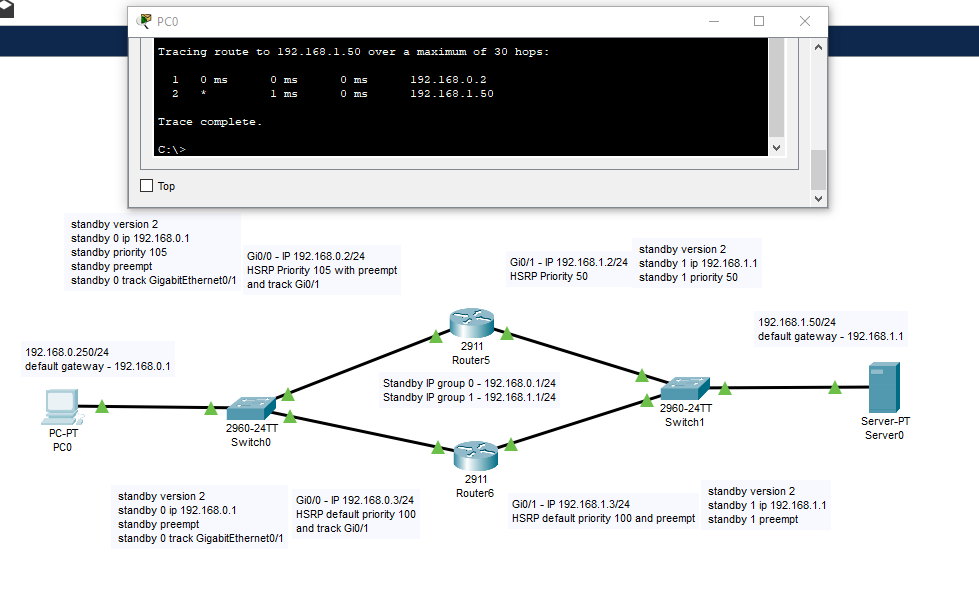 PC0
Tracing route to 192.168.1.50 over a maximum of 30 hops:
1 0 ms 0 ms 0 ms 192.168.0.2
2 * 1 ms 0 ms 192.168.1.50
Trace complete.
C:\>
Top
standby version 2
standby 0 ip 192.168.0.1
standby priority 105
standby preempt
standby 0 track GigabitEthernet0/1
Gi0/0 - IP 192.168.0.2/24
HSRP Priority 105 with preempt
and track Gi0/1
Gi0/1 - IP 192.168.1.2/24
HSRP Priority 50
standby version 2
standby 1 ip 192.168.1.1
standby 1 priority 50
192.168.1.50/24
default gateway - 192.168.1.1
2911
Router5
192.168.0.250/24
default gateway - 192.168.0.1
Standby IP group 0 - 192.168.0.1/24
Standby IP group 1 - 192.168.1.1/24
PC-PT
PC0
2960-24TT
Switch0
2960-24TT
Switch1
Server-PT
Server0
2911
Router6
standby version 2
standby 0 ip 192.168.0.1
standby preempt
standby 0 track GigabitEthernet0/1
Gi0/0 - IP 192.168.0.3/24
HSRP default priority 100
and track Gi0/1
Gi0/1 - IP 192.168.1.3/24
HSRP default priority 100 and preempt
standby version 2
standby 1 ip 192.168.1.1
standby 1 preempt